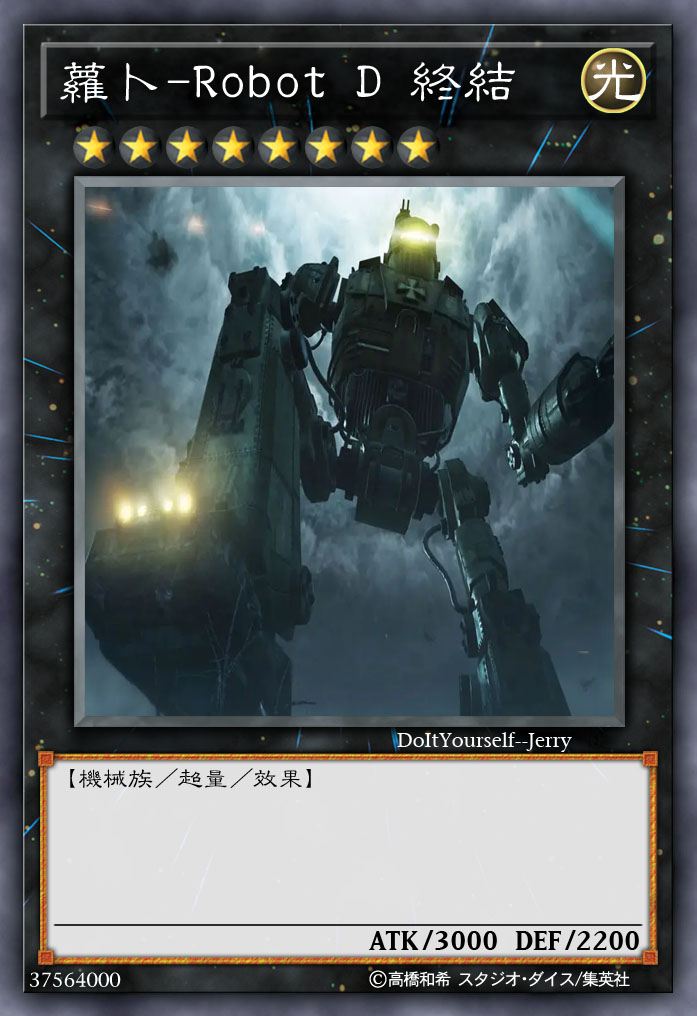 蘿卜-Robot D 終結
光
DoItYourself--Jerry
【機械族／超量／效果】
ATK/3000 DEF/2200
37564000
©高橋和希 スタジオ・ダイス/集英社